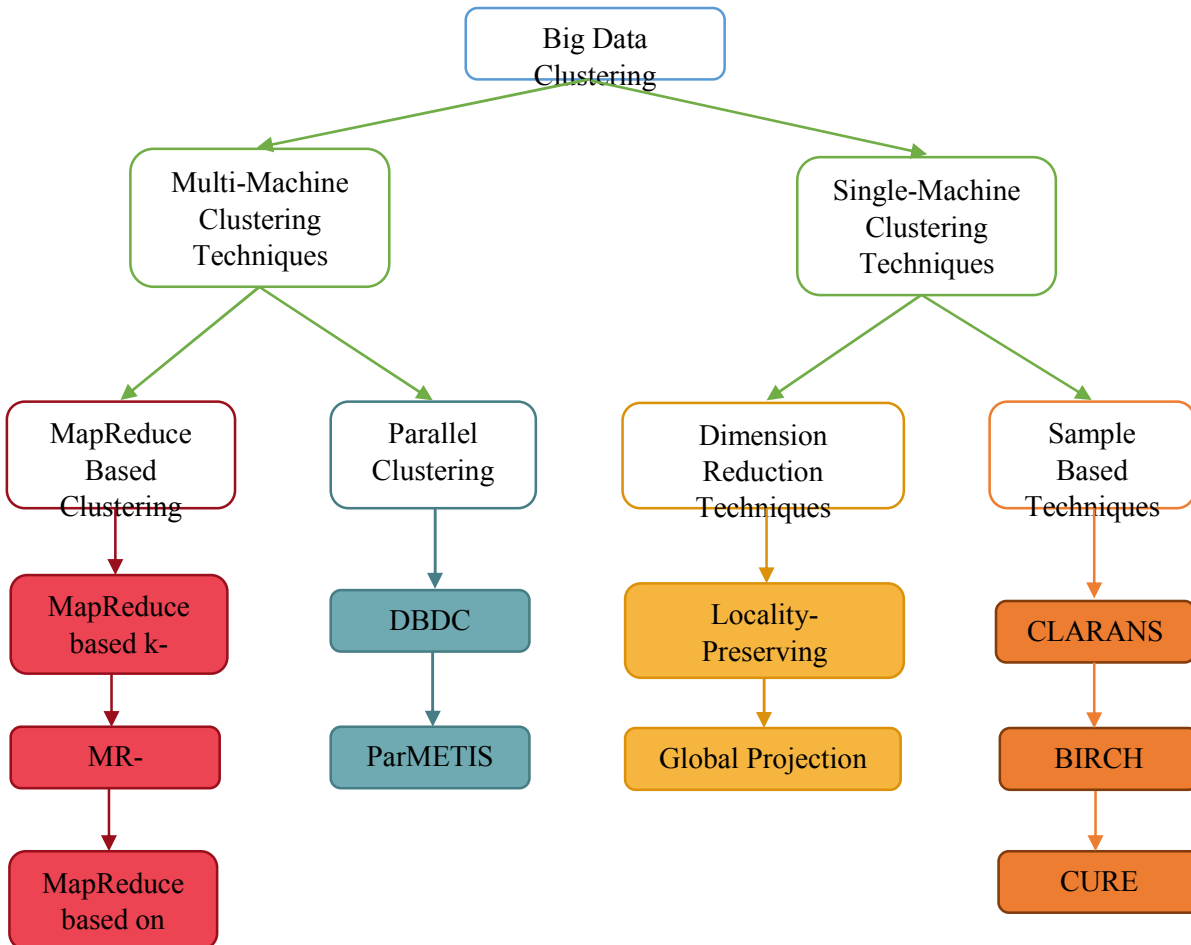 Big Data
Clustering
Multi-Machine
Clustering
Techniques
Single-Machine
Clustering
Techniques
MapReduce
Based
Clustering
Parallel
Clustering
Dimension
Reduction
Techniques
Sample
Based
Techniques
MapReduce
based k-
DBDC
Locality-
Preserving
CLARANS
MR-
ParMETIS
Global Projection
BIRCH
MapReduce
based on
CURE